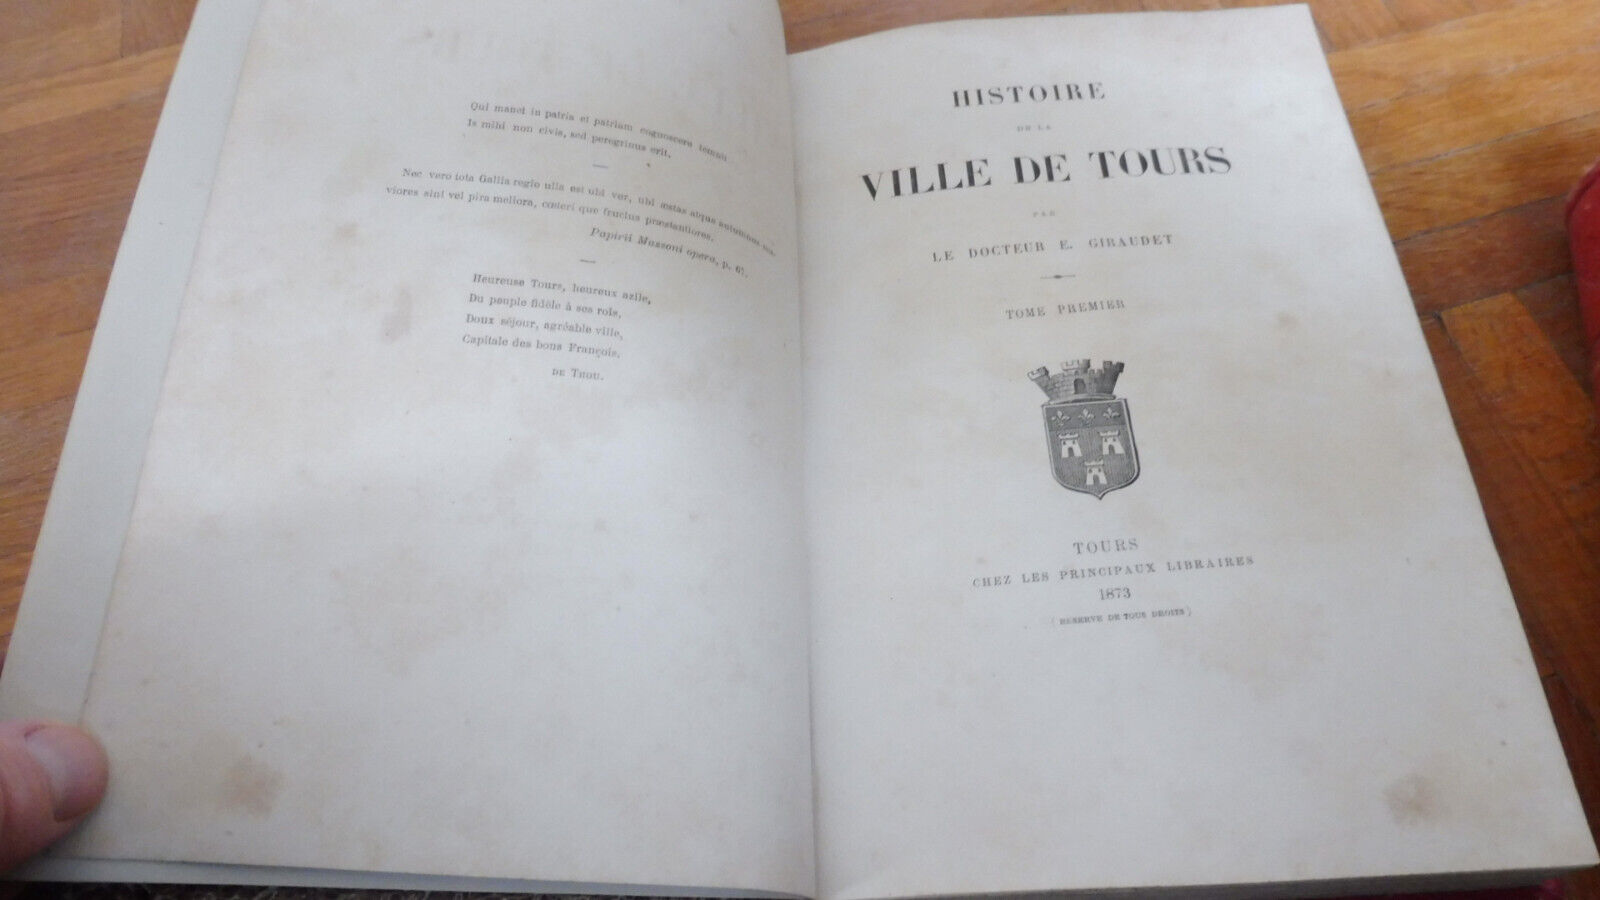 Qui manet in patria et patriam cognoscere temnit
Is mihi non civis, sed peregrinus erit.
Nec vero tota Gallia regio ulla est ubi ver, ubi æstas atque autumnus sua-
viores sint vel pira meliora, cœteri que fructus præstantiores.
Papirii Massoni opera, p. 67.
Heureuse Tours, heureux azile,
Du peuple fidèle à ses rois,
Doux séjour, agréable ville,
Capitale des bons François.
DE THOU.
HISTOIRE
DE LA
VILLE DE TOURS
PAR
LE DOCTEUR E. GIRAUDET
TOME PREMIER
TOURS
CHEZ LES PRINCIPAUX LIBRAIRES
1873
(RÉSERVE DE TOUS DROITS)